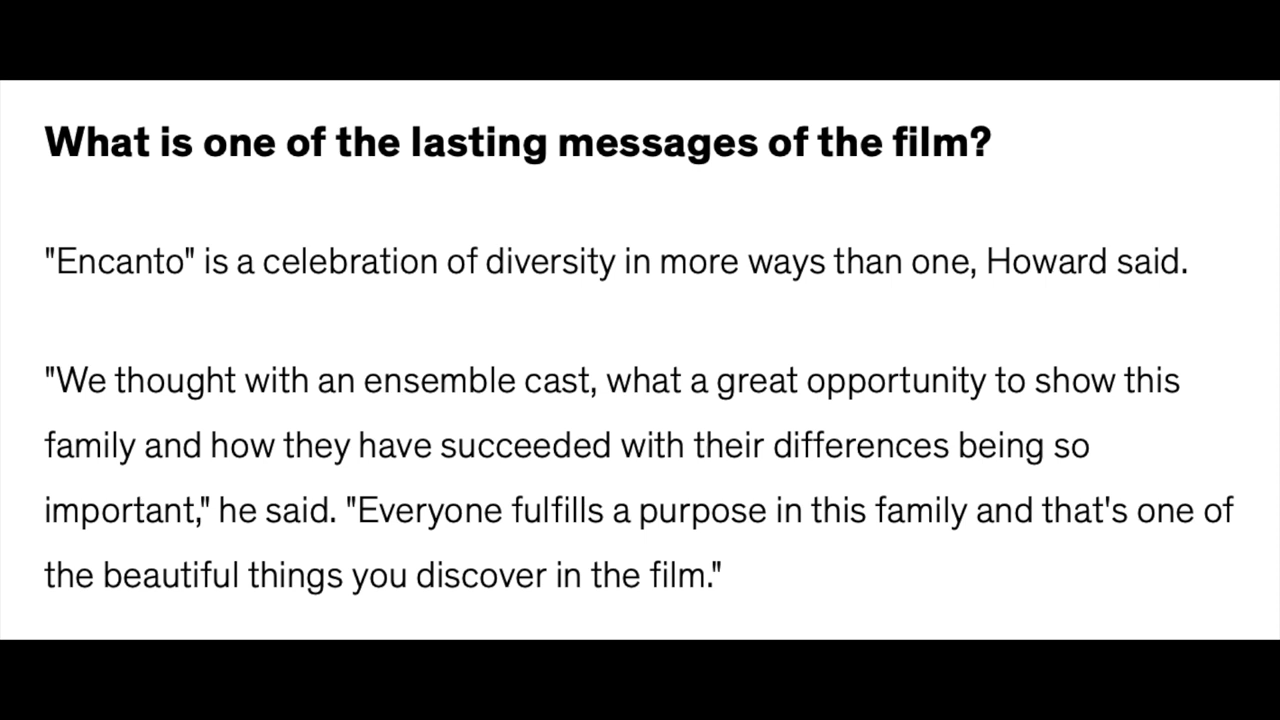 What is one of the lasting messages of the film?
"Encanto" is a celebration of diversity in more ways than one, Howard said.
"We thought with an ensemble cast, what a great opportunity to show this
family and how they have succeeded with their differences being so
important," he said. "Everyone fulfills a purpose in this family and that's one of
the beautiful things you discover in the film."